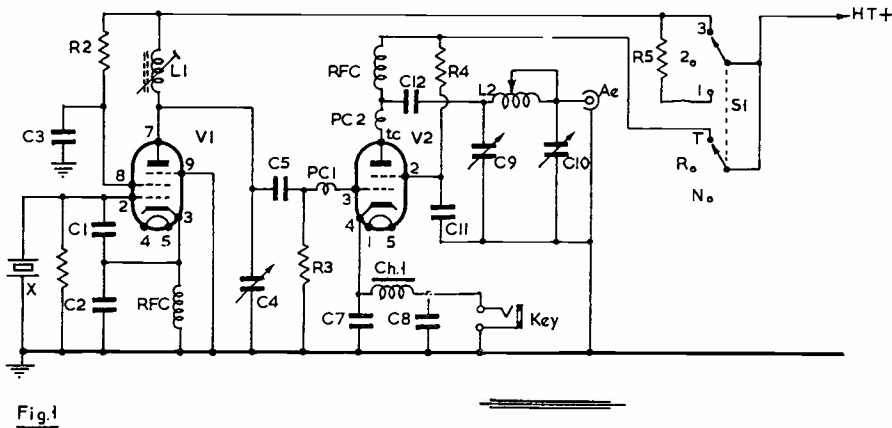 HT+
R2
L1
C3
7
V1
8
9
2
3
C1
4 5
X
C2
RFC
C4
C5
PC1
R3
RFC
C12
PC2
tc
V2
R4
L2
Ae
2
3
4
1 5
C11
C9
C10
Ch.1
C7
C8
Key
R5
3
2
1
S1
T
R
N
Fig.1